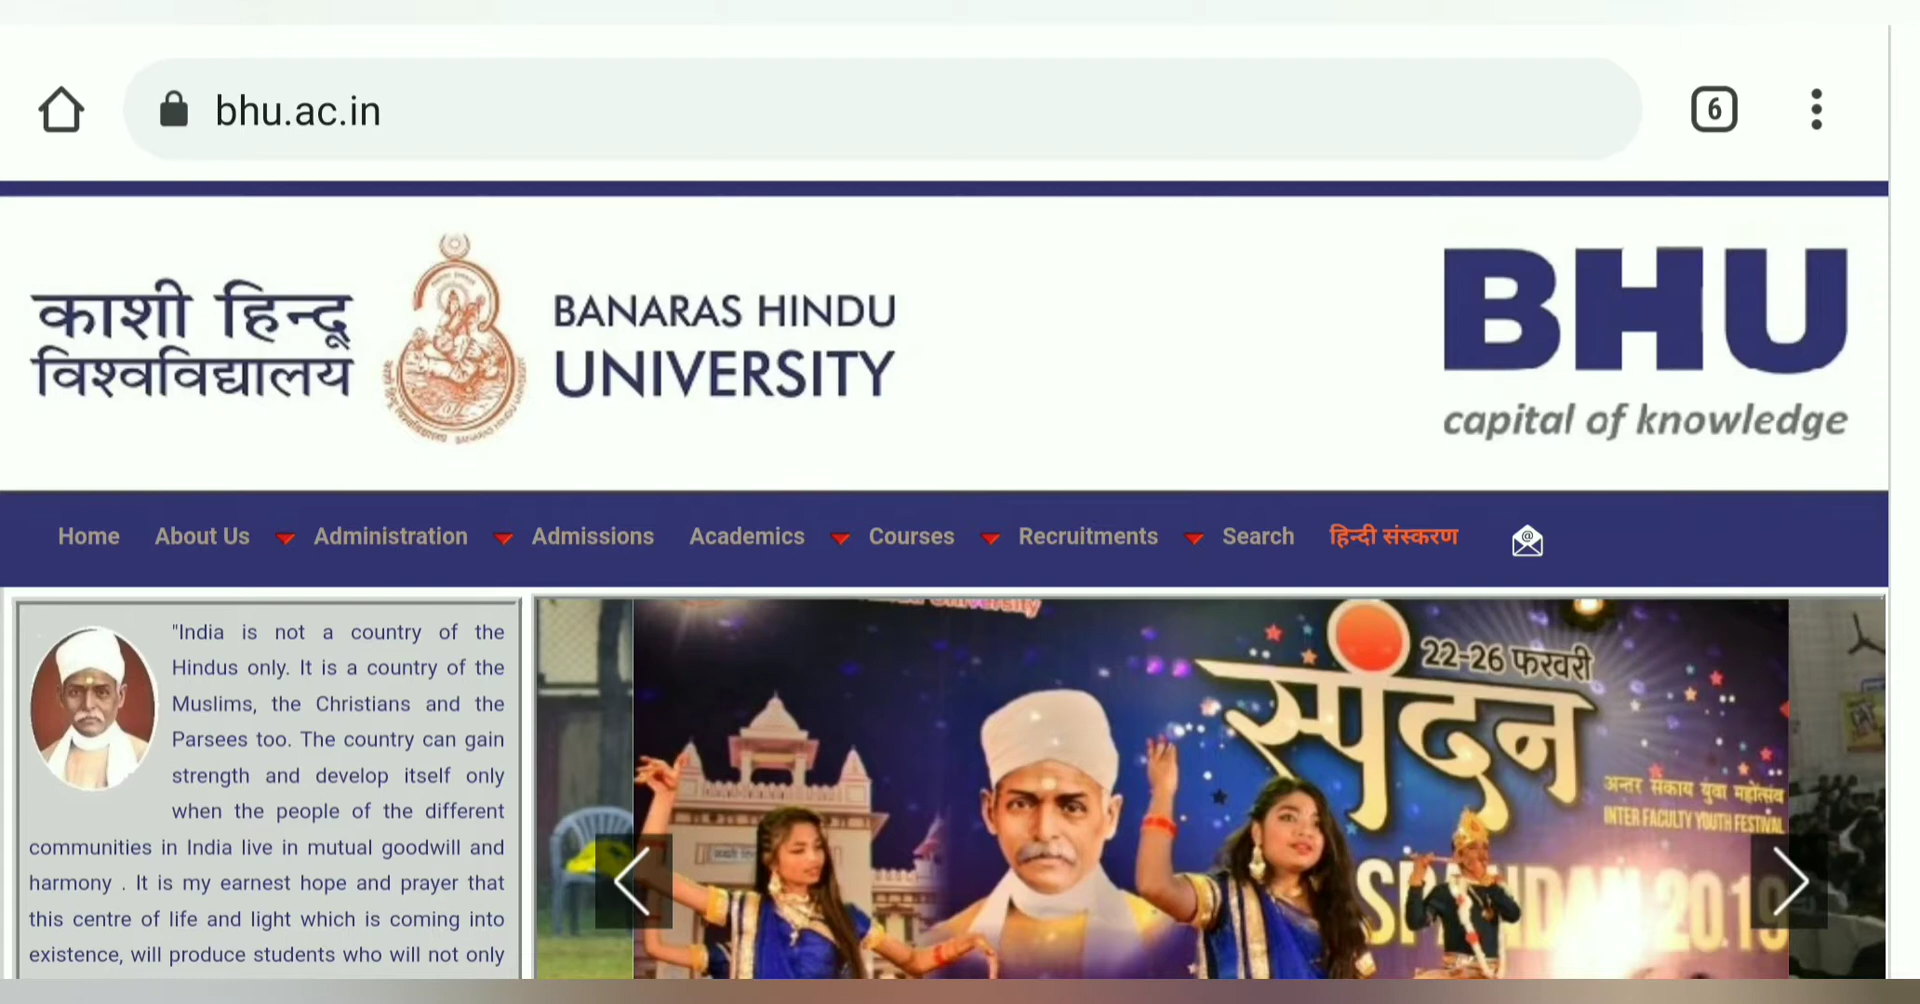 bhu.ac.in
6
काशी हिन्दू
विश्वविद्यालय
BANARAS HINDU
UNIVERSITY
BHU
capital of knowledge
Home About Us Administration Admissions Academics Courses Recruitments Search हिन्दी संस्करण
"India is not a country of the
Hindus only. It is a country of the
Muslims, the Christians and the
Parsees too. The country can gain
strength and develop itself only
when the people of the different
communities in India live in mutual goodwill and
harmony . It is my earnest hope and prayer that
this centre of life and light which is coming into
existence, will produce students who will not only
University
22-26 फरवरी
स्पंदन
अन्तर संकाय युवा महोत्सव
INTER FACULTY YOUTH FESTIVAL
2019